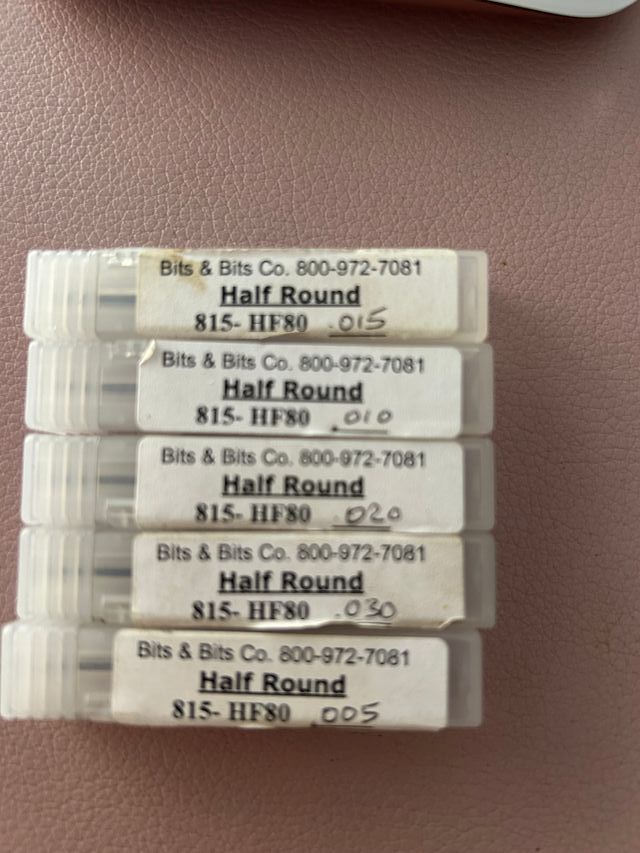 Bits & Bits Co. 800-972-7081
Half Round
815- HF80 .015
Bits & Bits Co. 800-972-7081
Half Round
815- HF80 .010
Bits & Bits Co. 800-972-7081
Half Round
815- HF80 .020
Bits & Bits Co. 800-972-7081
Half Round
815- HF80 .030
Bits & Bits Co. 800-972-7081
Half Round
815- HF80 .005